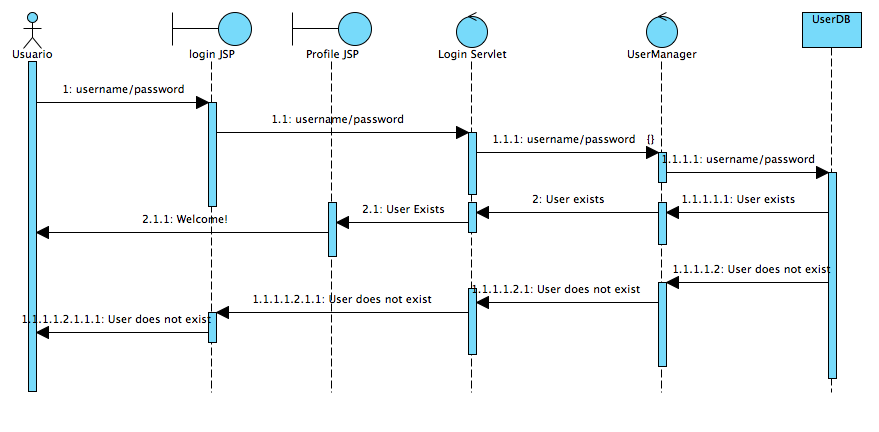 UserDB
Usuario
login JSP
Profile JSP
Login Servlet
UserManager
1: username/password
1.1: username/password
1.1.1: username/password {}
1.1.1.1: username/password
1.1.1.1.1: User exists
2: User exists
2.1: User Exists
2.1.1: Welcome!
1.1.1.1.2: User does not exist
1.1.1.1.2.1: User does not exist
1.1.1.1.2.1.1: User does not exist
1.1.1.1.2.1.1.1: User does not exist